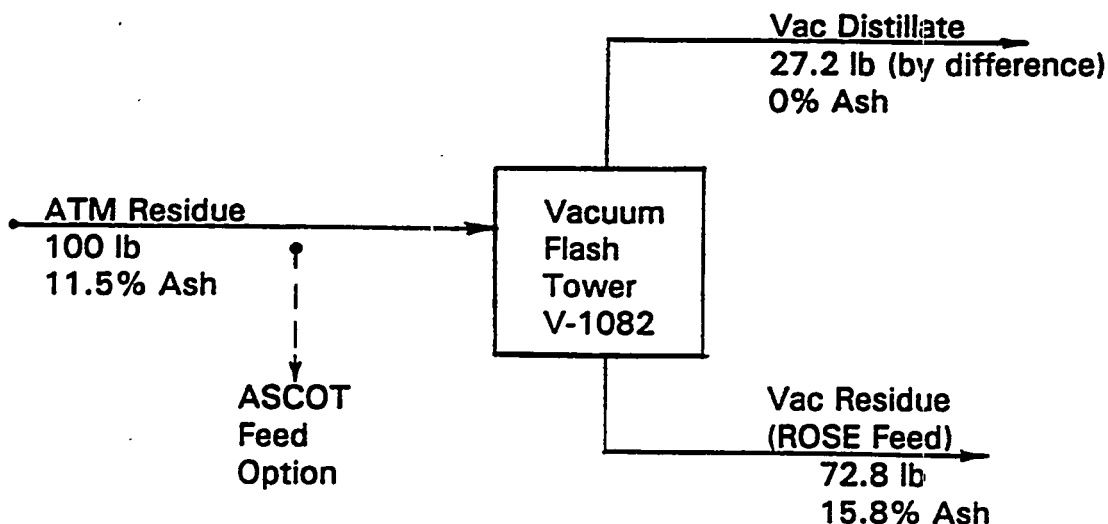 Vac Distillate
27.2 lb (by difference)
0% Ash
ATM Residue
100 lb
11.5% Ash
Vacuum
Flash
Tower
V-1082
ASCOT
Feed
Option
Vac Residue
(ROSE Feed)
72.8 lb
15.8% Ash